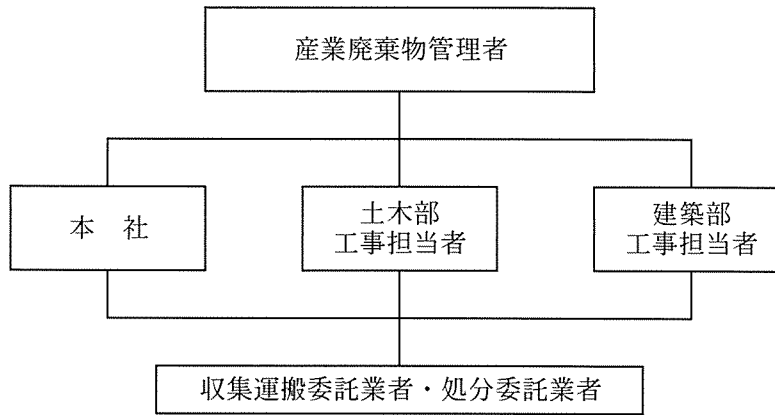 産業廃棄物管理者
本　社
土木部
工事担当者
建築部
工事担当者
収集運搬委託業者・処分委託業者